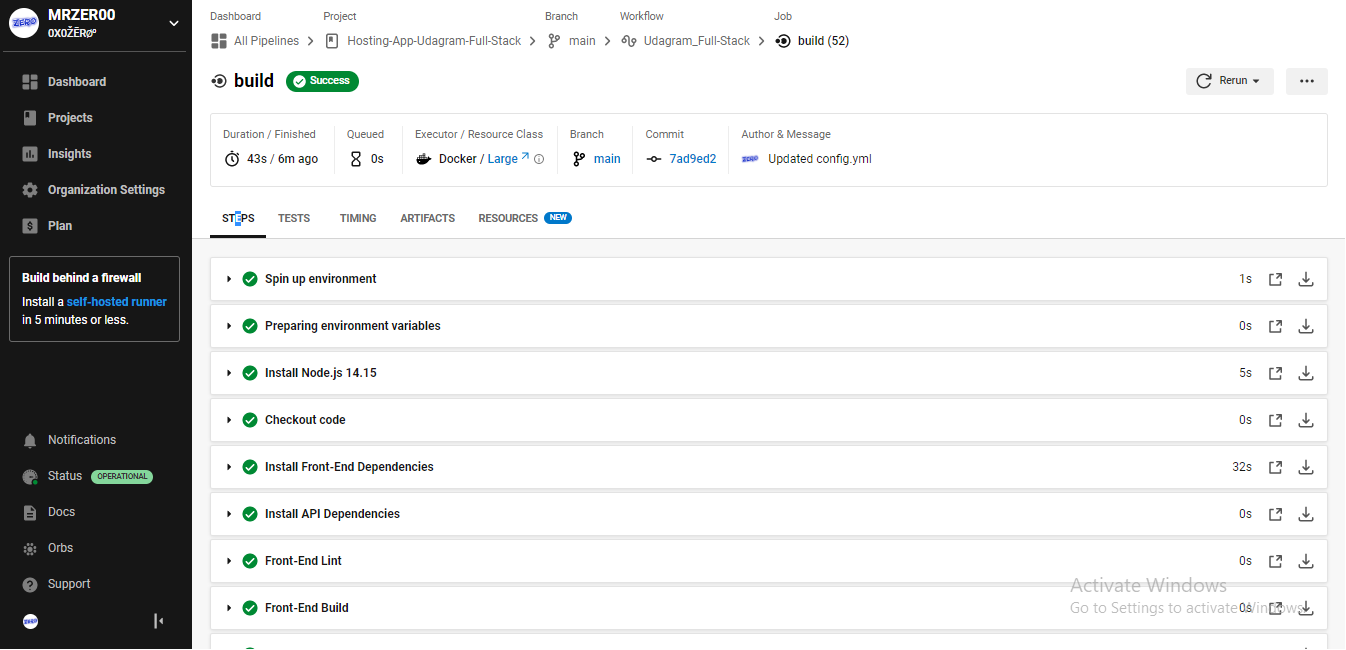 MRZER00
0X0ŽĒRØº
Dashboard
Projects
Insights
Organization Settings
Plan
Build behind a firewall
Install a self-hosted runner
in 5 minutes or less.
Notifications
Status OPERATIONAL
Docs
Orbs
Support
Dashboard Project Branch Workflow Job
All Pipelines Hosting-App-Udagram-Full-Stack main Udagram_Full-Stack build (52)
build Success Rerun
Duration / Finished Queued Executor / Resource Class Branch Commit Author & Message
43s / 6m ago 0s Docker / Large main 7ad9ed2 Updated config.yml
STEPS TESTS TIMING ARTIFACTS RESOURCES NEW
Spin up environment 1s
Preparing environment variables 0s
Install Node.js 14.15 5s
Checkout code 0s
Install Front-End Dependencies 32s
Install API Dependencies 0s
Front-End Lint 0s
Front-End Build 0s
Activate Windows
Go to Settings to activate Windows.